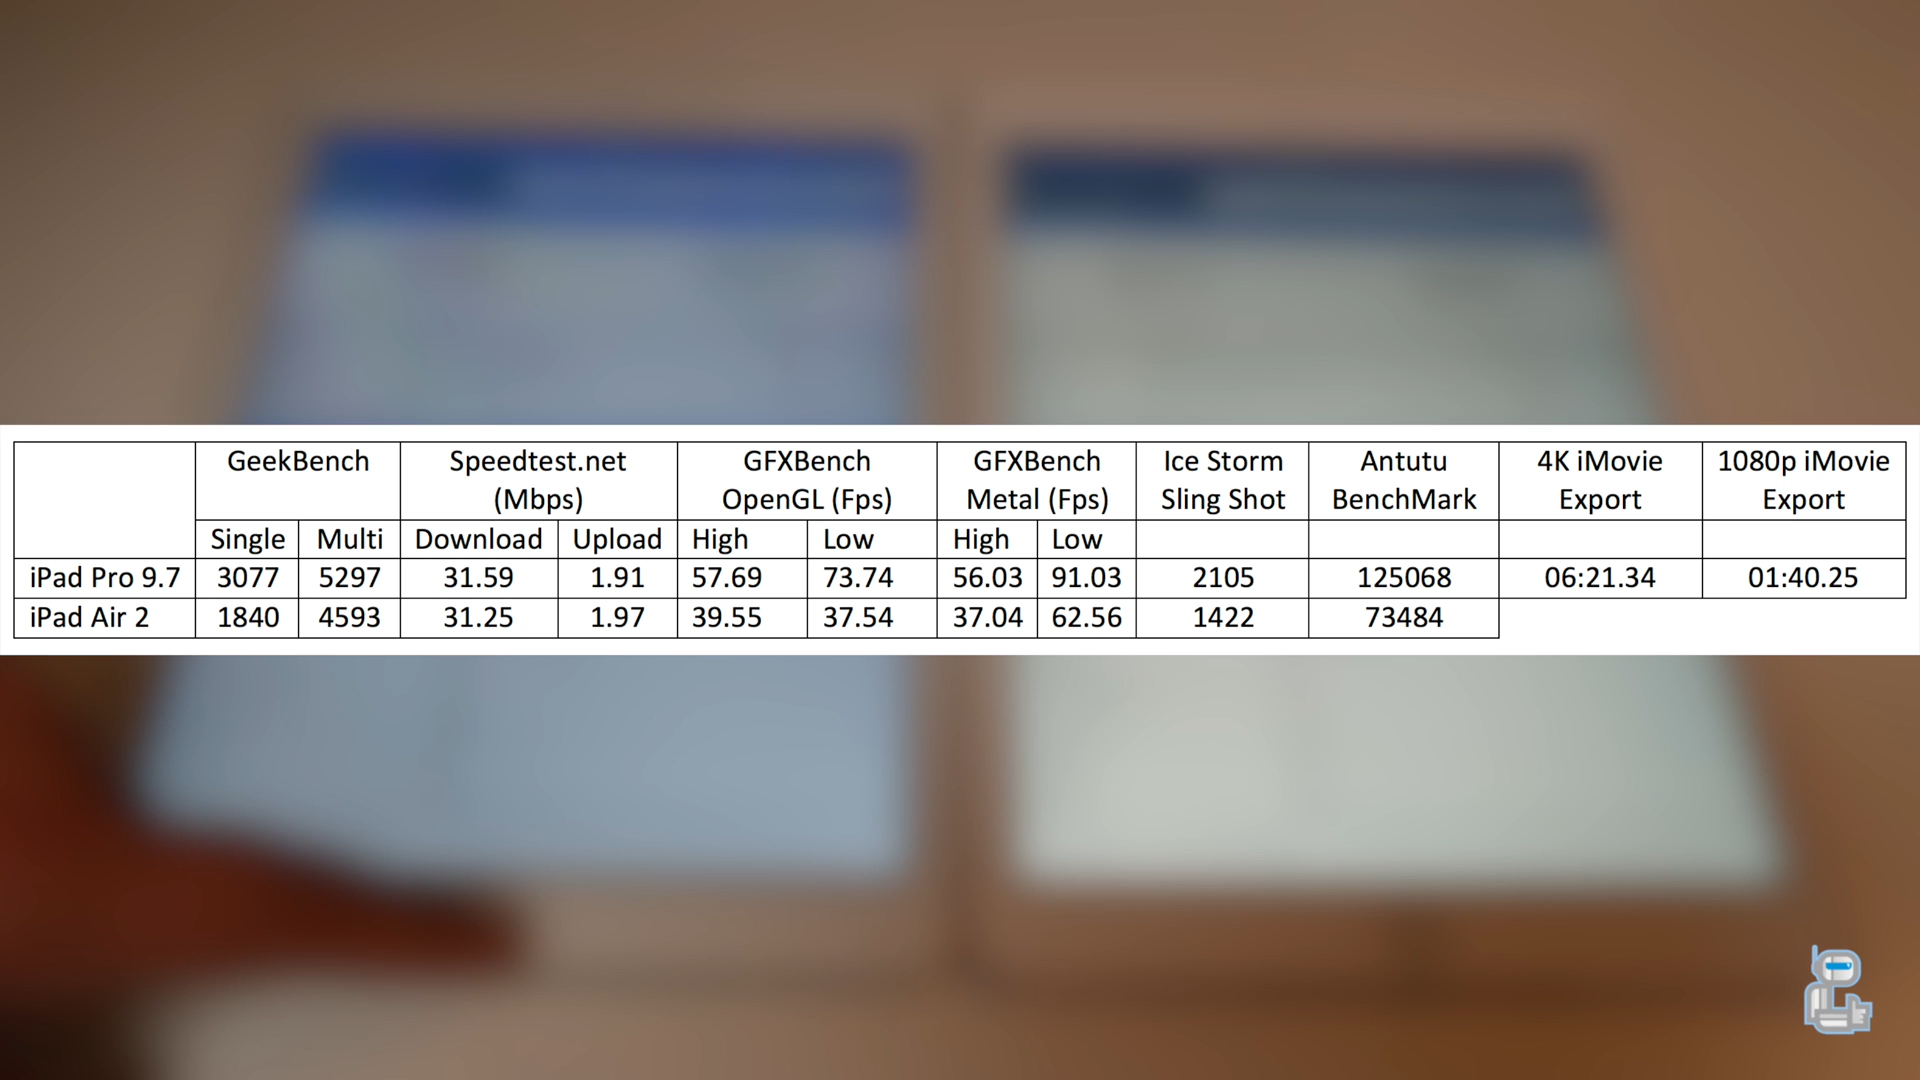 GeekBench Speedtest.net GFXBench GFXBench Ice Storm Antutu 4K iMovie 1080p iMovie
(Mbps) OpenGL (Fps) Metal (Fps) Sling Shot BenchMark Export Export
Single Multi Download Upload High Low High Low
iPad Pro 9.7 3077 5297 31.59 1.91 57.69 73.74 56.03 91.03 2105 125068 06:21.34 01:40.25
iPad Air 2 1840 4593 31.25 1.97 39.55 37.54 37.04 62.56 1422 73484